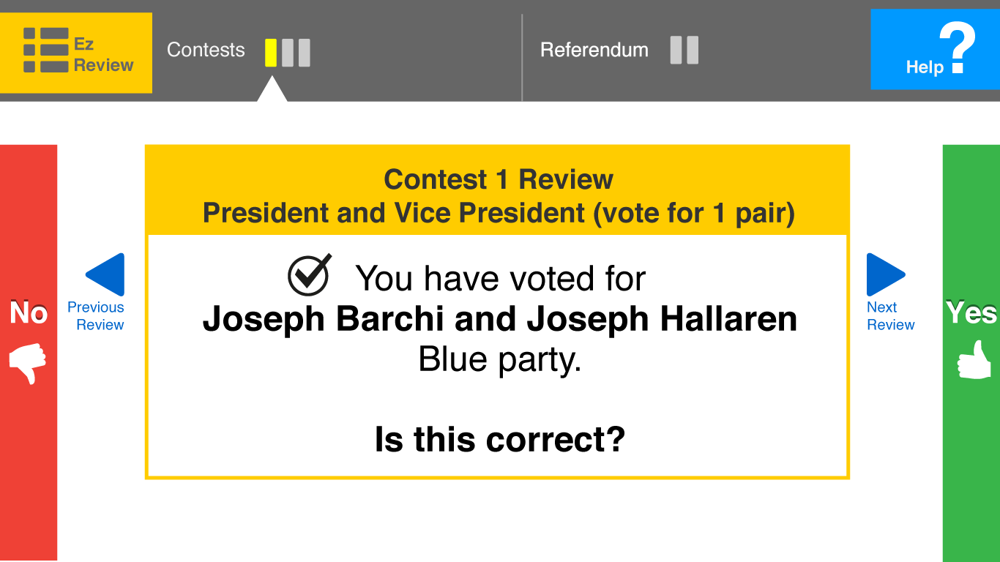 Ez
Review
Contests
Referendum
Help ?
Contest 1 Review
President and Vice President (vote for 1 pair)
You have voted for
Joseph Barchi and Joseph Hallaren
Blue party.
Is this correct?
No
Previous
Review
Next
Review
Yes